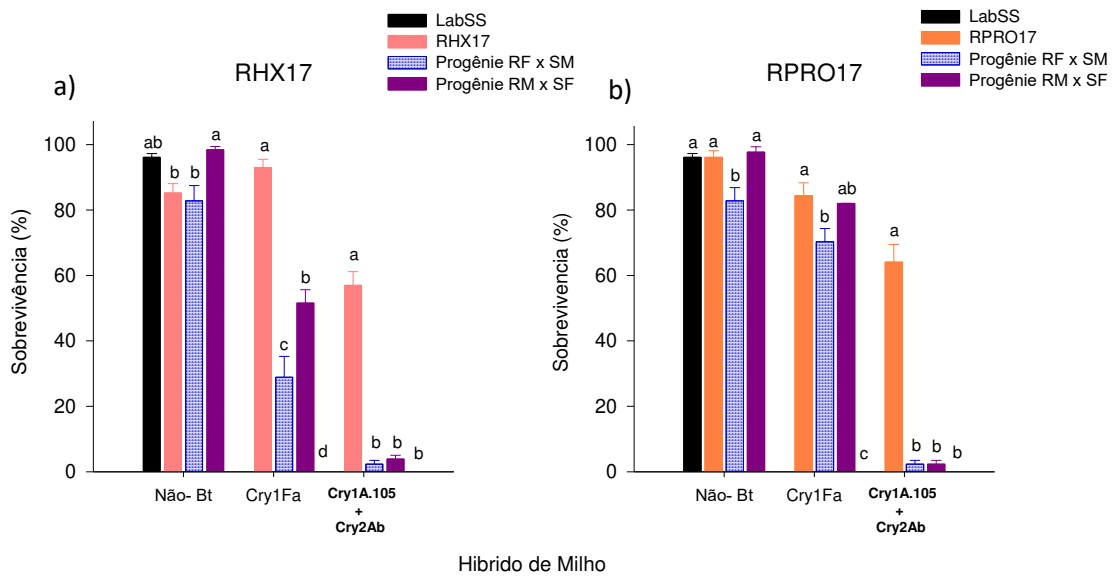 LabSS
RHX17
Progênie RF x SM
Progênie RM x SF
RHX17
a)
Sobrevivência (%)
100
80
60
40
20
0
ab
b
b
a
a
c
b
d
a
b
b
b
Não- Bt
Cry1Fa
Cry1A.105
+
Cry2Ab
LabSS
RPRO17
Progênie RF x SM
Progênie RM x SF
RPRO17
b)
Sobrevivencia (%)
100
80
60
40
20
0
a
a
b
a
a
b
ab
c
a
b
b
b
Não- Bt
Cry1Fa
Cry1A.105
+
Cry2Ab
Hibrido de Milho